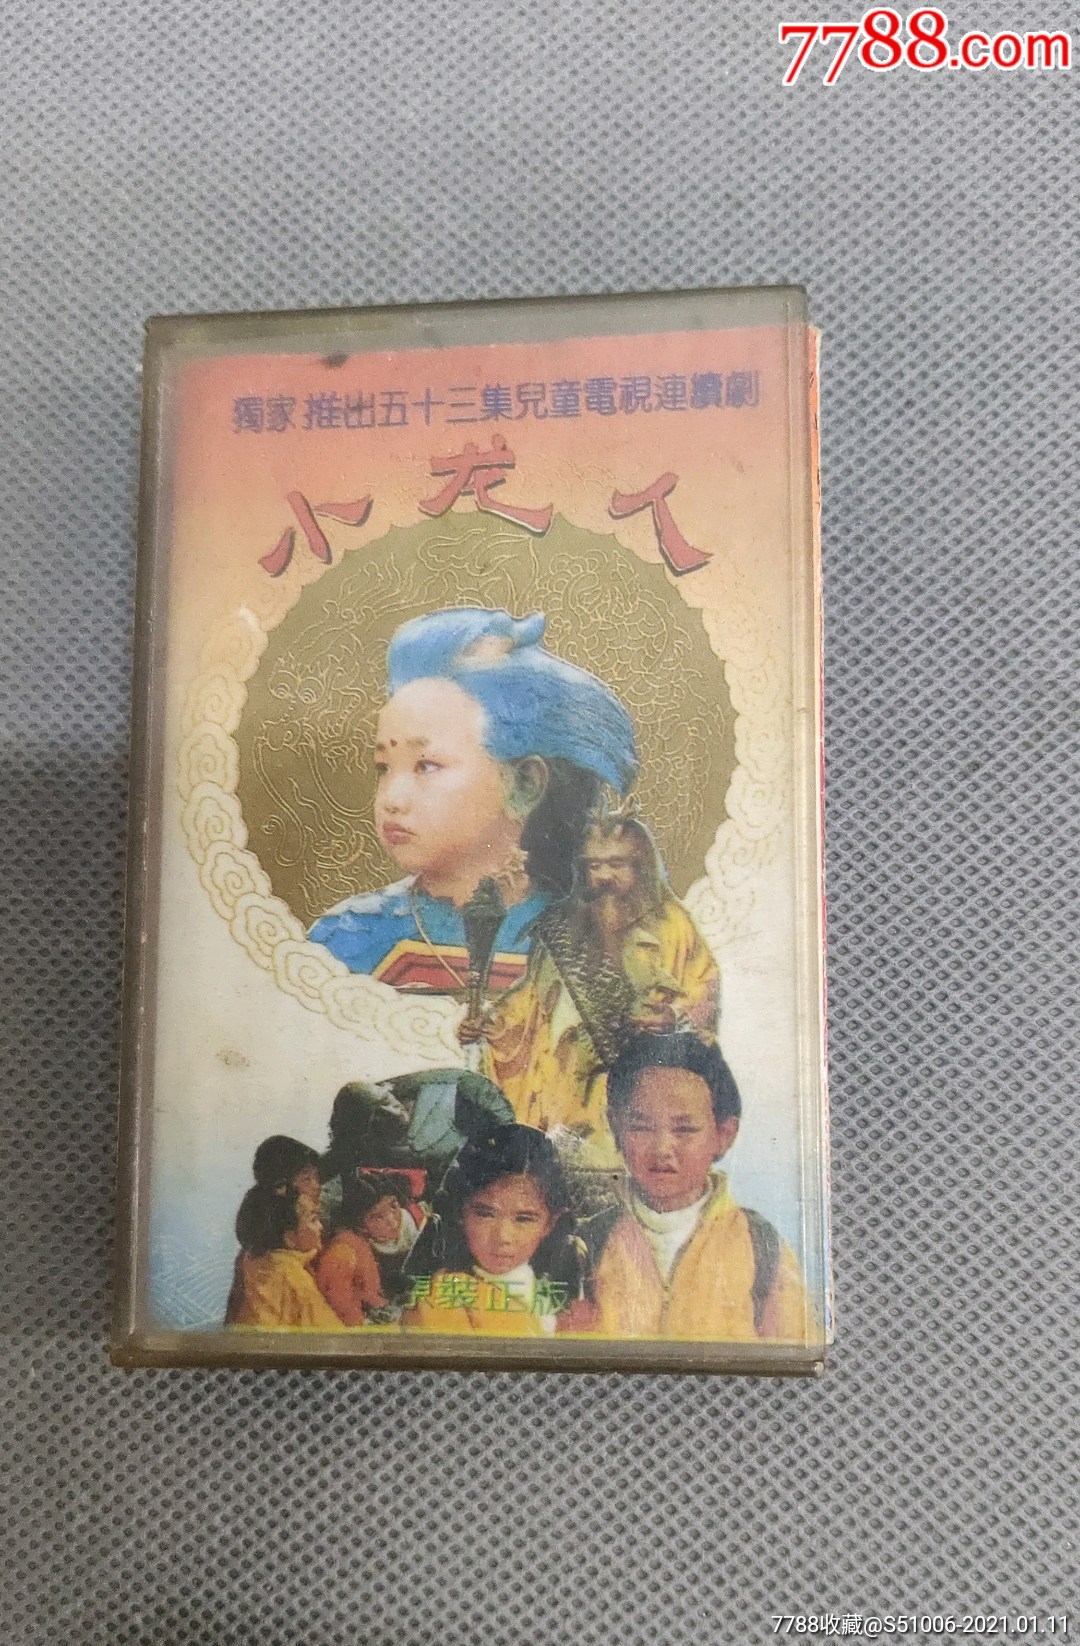 7788.com
獨家推出五十三集兒童電視連續劇
小龙人
原裝正版
7788收藏@S51006-2021.01.11